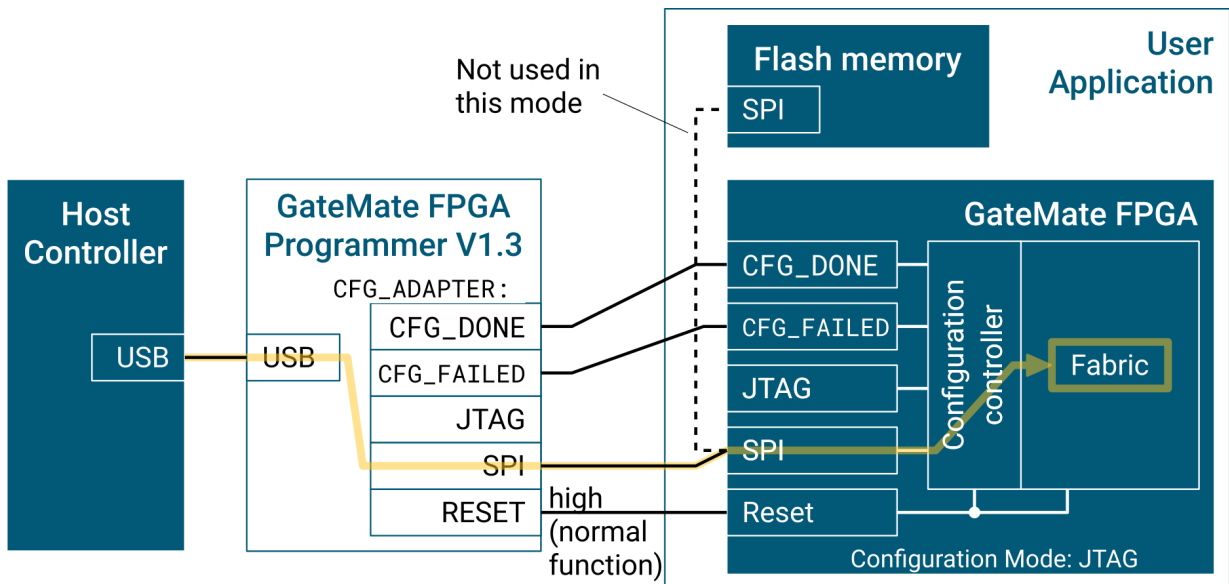 User
Application
Flash memory
SPI
Not used in
this mode
Host
Controller
USB
GateMate FPGA
Programmer V1.3
CFG_ADAPTER:
USB
CFG_DONE
CFG_FAILED
JTAG
SPI
RESET
high
(normal
function)
GateMate FPGA
CFG_DONE
CFG_FAILED
JTAG
SPI
Reset
Configuration
controller
Fabric
Configuration Mode: JTAG